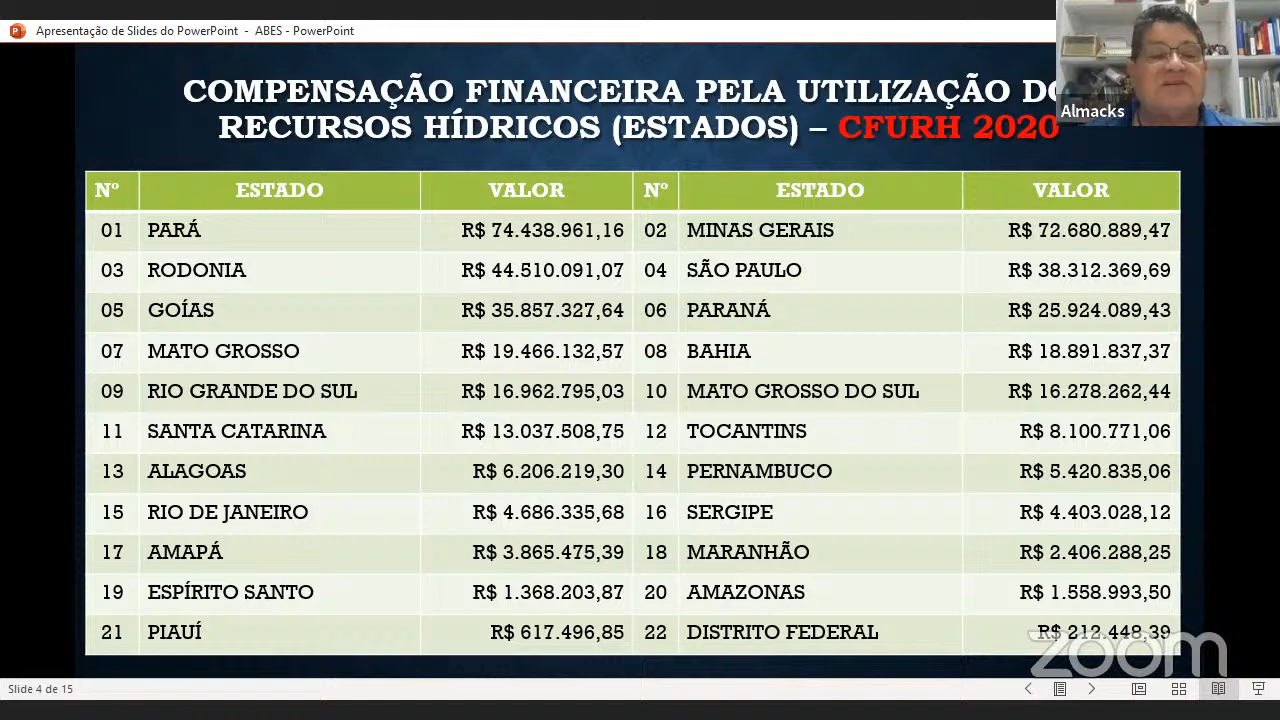 Apresentação de Slides do PowerPoint - ABES - PowerPoint
COMPENSAÇÃO FINANCEIRA PELA UTILIZAÇÃO DO
RECURSOS HÍDRICOS (ESTADOS) – CFURH 2020
Almacks
Nº ESTADO VALOR Nº ESTADO VALOR
01 PARÁ R$ 74.438.961,16 02 MINAS GERAIS R$ 72.680.889,47
03 RODONIA R$ 44.510.091,07 04 SÃO PAULO R$ 38.312.369,69
05 GOÍAS R$ 35.857.327,64 06 PARANÁ R$ 25.924.089,43
07 MATO GROSSO R$ 19.466.132,57 08 BAHIA R$ 18.891.837,37
09 RIO GRANDE DO SUL R$ 16.962.795,03 10 MATO GROSSO DO SUL R$ 16.278.262,44
11 SANTA CATARINA R$ 13.037.508,75 12 TOCANTINS R$ 8.100.771,06
13 ALAGOAS R$ 6.206.219,30 14 PERNAMBUCO R$ 5.420.835,06
15 RIO DE JANEIRO R$ 4.686.335,68 16 SERGIPE R$ 4.403.028,12
17 AMAPÁ R$ 3.865.475,39 18 MARANHÃO R$ 2.406.288,25
19 ESPÍRITO SANTO R$ 1.368.203,87 20 AMAZONAS R$ 1.558.993,50
21 PIAUÍ R$ 617.496,85 22 DISTRITO FEDERAL R$ 212.448,39
zoom
Slide 4 de 15